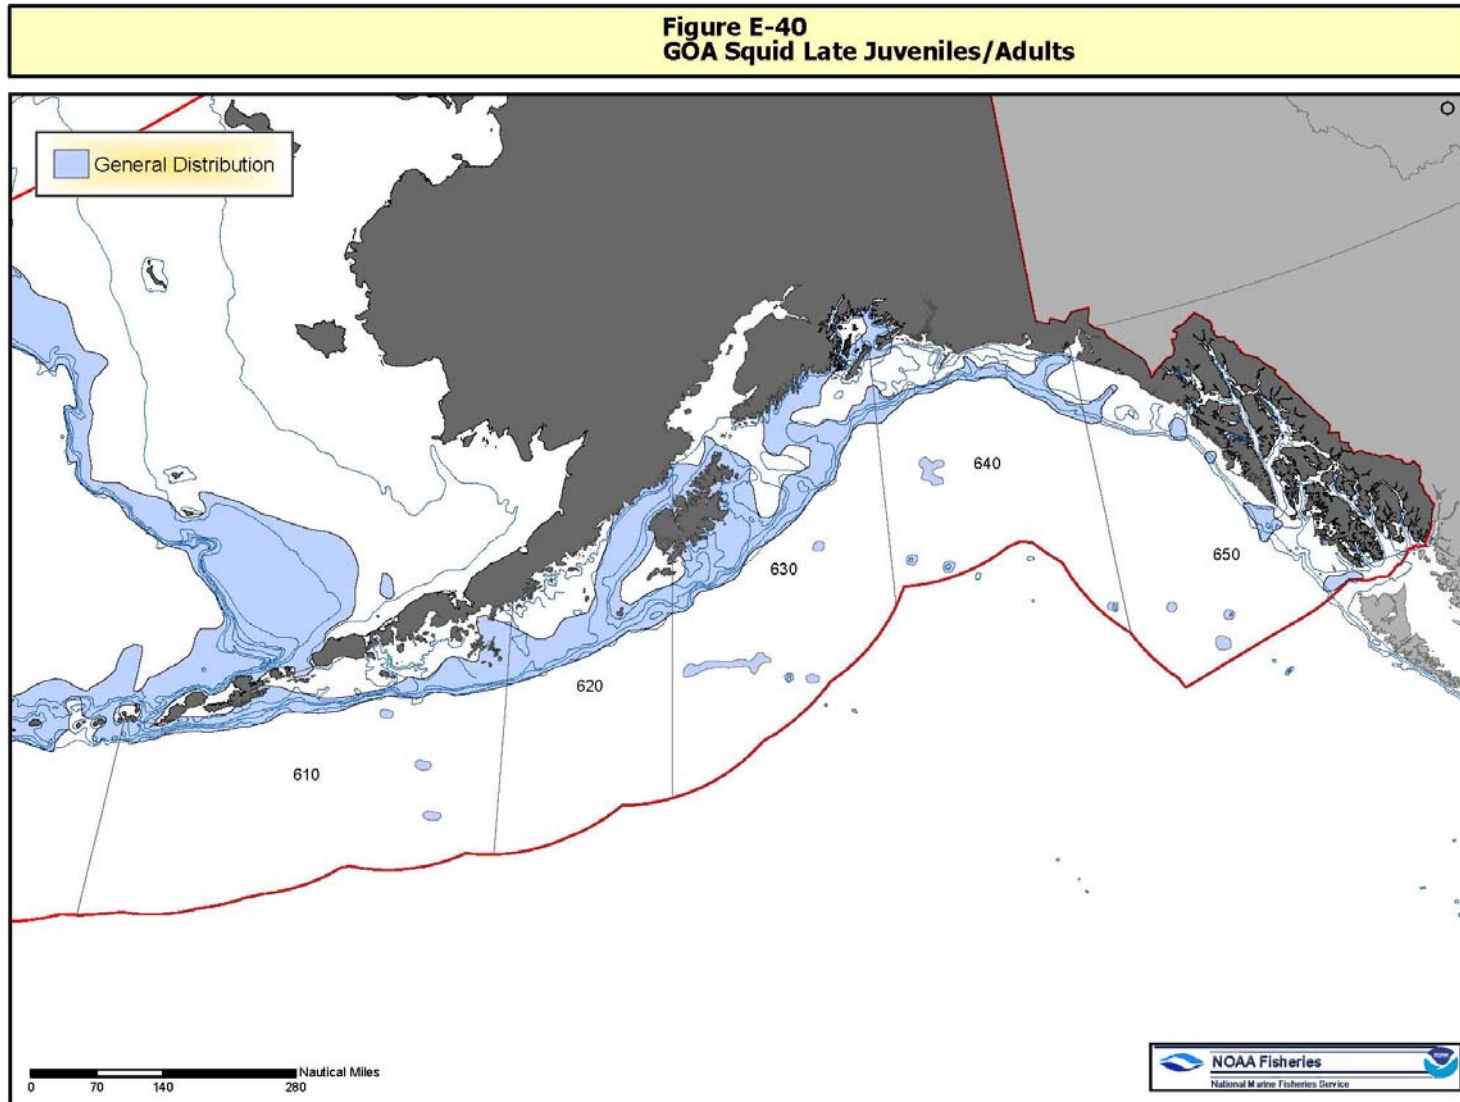 Figure E-40
GOA Squid Late Juveniles/Adults
General Distribution
640
650
630
620
610
Nautical Miles
0 70 140 280
NOAA Fisheries
National Marine Fisheries Service